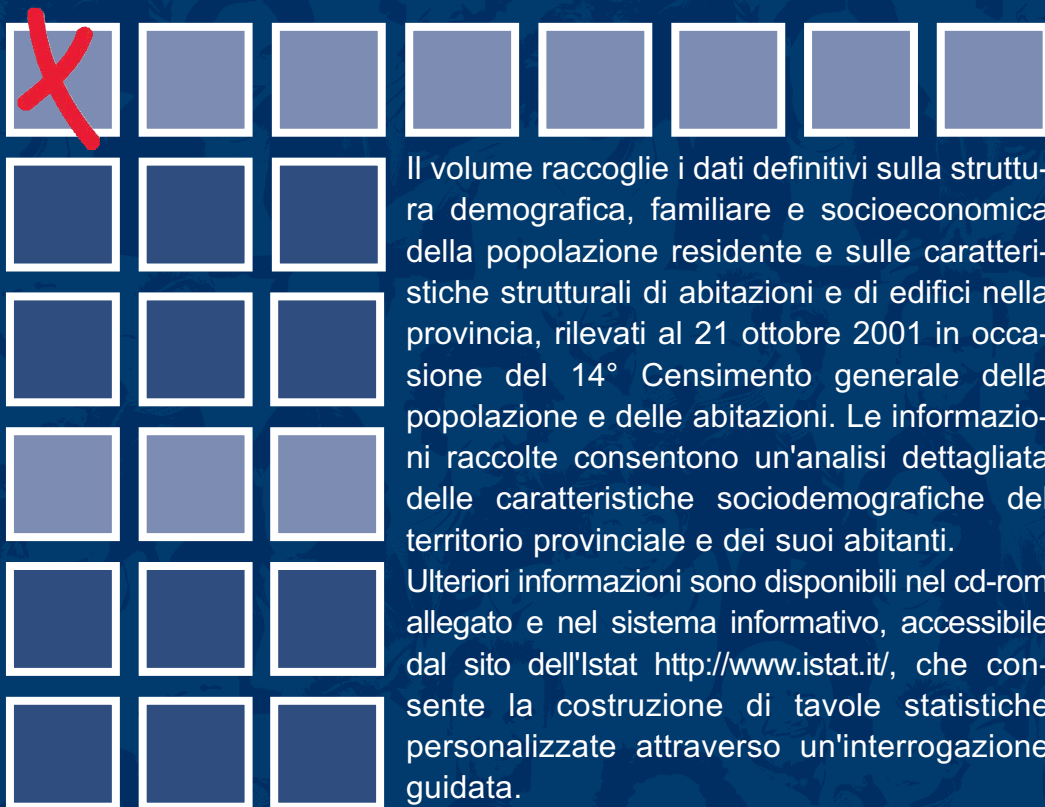 Il volume raccoglie i dati definitivi sulla struttu-
ra demografica, familiare e socioeconomica
della popolazione residente e sulle caratteri-
stiche strutturali di abitazioni e di edifici nella
provincia, rilevati al 21 ottobre 2001 in occa-
sione del 14° Censimento generale della
popolazione e delle abitazioni. Le informazio-
ni raccolte consentono un'analisi dettagliata
delle caratteristiche sociodemografiche del
territorio provinciale e dei suoi abitanti.
Ulteriori informazioni sono disponibili nel cd-rom
allegato e nel sistema informativo, accessibile
dal sito dell'Istat http://www.istat.it/, che con-
sente la costruzione di tavole statistiche
personalizzate attraverso un'interrogazione
guidata.